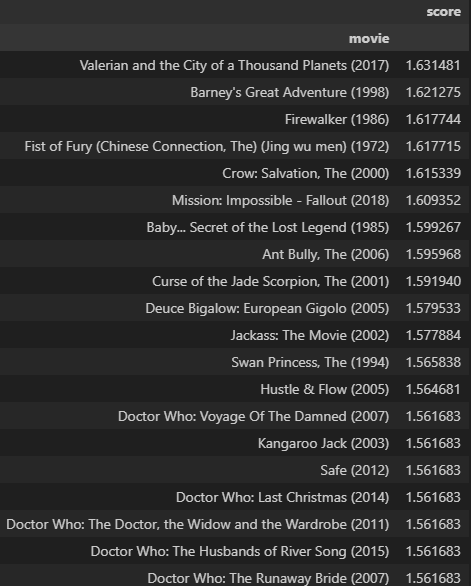 score
movie
Valerian and the City of a Thousand Planets (2017) 1.631481
Barney's Great Adventure (1998) 1.621275
Firewalker (1986) 1.617744
Fist of Fury (Chinese Connection, The) (Jing wu men) (1972) 1.617715
Crow: Salvation, The (2000) 1.615339
Mission: Impossible - Fallout (2018) 1.609352
Baby... Secret of the Lost Legend (1985) 1.599267
Ant Bully, The (2006) 1.595968
Curse of the Jade Scorpion, The (2001) 1.591940
Deuce Bigalow: European Gigolo (2005) 1.579533
Jackass: The Movie (2002) 1.577884
Swan Princess, The (1994) 1.565838
Hustle & Flow (2005) 1.564681
Doctor Who: Voyage Of The Damned (2007) 1.561683
Kangaroo Jack (2003) 1.561683
Safe (2012) 1.561683
Doctor Who: Last Christmas (2014) 1.561683
Doctor Who: The Doctor, the Widow and the Wardrobe (2011) 1.561683
Doctor Who: The Husbands of River Song (2015) 1.561683
Doctor Who: The Runaway Bride (2007) 1.561683